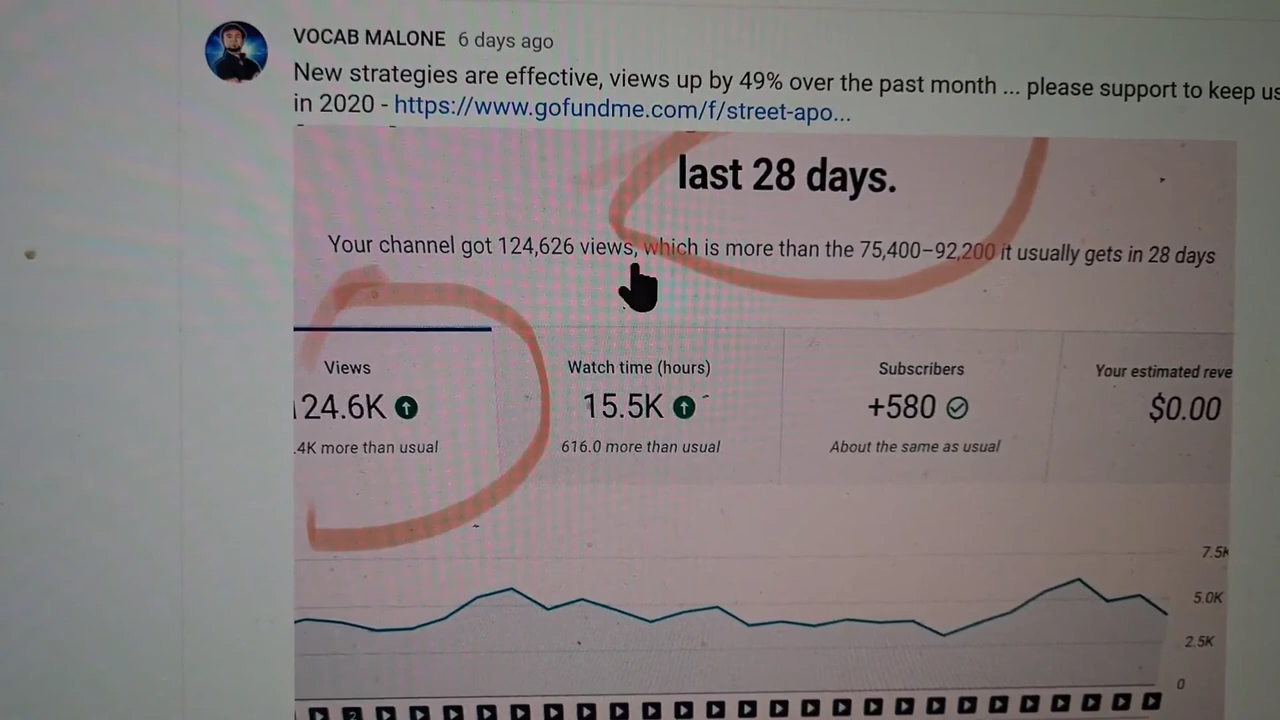 VOCAB MALONE 6 days ago
New strategies are effective, views up by 49% over the past month ... please support to keep us
in 2020 - https://www.gofundme.com/f/street-apo...
last 28 days.
Your channel got 124,626 views, which is more than the 75,400–92,200 it usually gets in 28 days
Views
124.6K
.4K more than usual
Watch time (hours)
15.5K
616.0 more than usual
Subscribers
+580
About the same as usual
Your estimated reve
$0.00
7.5K
5.0K
2.5K
0
2